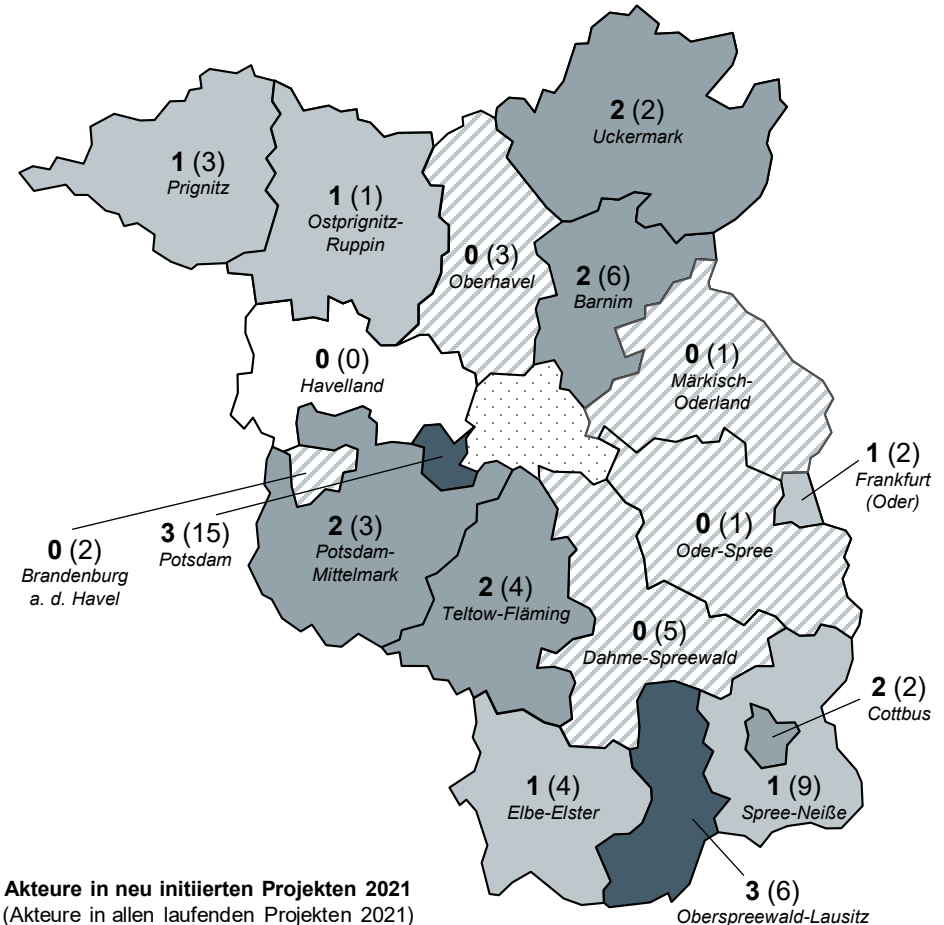 2 (2)
Uckermark
1 (3)
Prignitz
1 (1)
Ostprignitz-
Ruppin
0 (3)
Oberhavel
2 (6)
Barnim
0 (0)
Havelland
0 (1)
Märkisch-
Oderland
1 (2)
Frankfurt
(Oder)
0 (2)
Brandenburg
a. d. Havel
3 (15)
Potsdam
2 (3)
Potsdam-
Mittelmark
0 (1)
Oder-Spree
2 (4)
Teltow-Fläming
0 (5)
Dahme-Spreewald
2 (2)
Cottbus
1 (4)
Elbe-Elster
1 (9)
Spree-Neiße
3 (6)
Oberspreewald-Lausitz
Akteure in neu initiierten Projekten 2021
(Akteure in allen laufenden Projekten 2021)